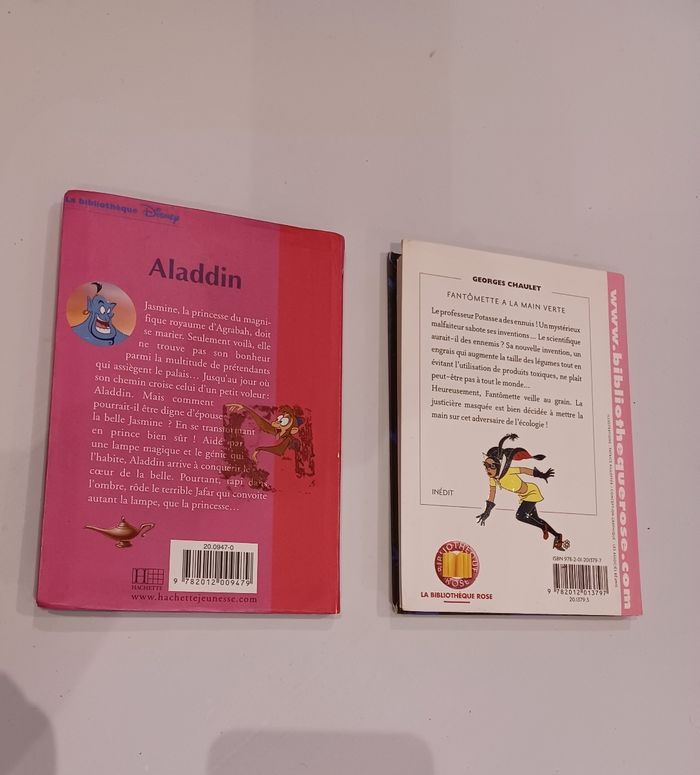 La bibliothèque Disney
Aladdin
Jasmine, la princesse du magni-
fique royaume d'Agrabah, doit
se marier. Seulement voilà, elle
ne trouve pas son bonheur
parmi la multitude de prétendants
qui assiègent le palais... Jusqu'au jour où
son chemin croise celui d'un petit voleur :
Aladdin. Mais comment
pourrait-il être digne d'épouser
la belle Jasmine ? En se transformant
en prince bien sûr ! Aidé par
une lampe magique et le génie qui
l'habite, Aladdin arrive à conquérir le
cœur de la belle. Pourtant, tapi dans
l'ombre, rôde le terrible Jafar qui convoite
autant la lampe, que la princesse...
HACHETTE
20.0947-0
9 782012 009479
www.hachettejeunesse.com
GEORGES CHAULET
FANTÔMETTE A LA MAIN VERTE
Le professeur Potasse a des ennuis ! Un mystérieux
malfaiteur sabote ses inventions... Le scientifique
aurait-il des ennemis ? Sa nouvelle invention, un
engrais qui augmente la taille des légumes tout en
évitant l'utilisation de produits toxiques, ne plaît
peut-être pas à tout le monde...
Heureusement, Fantômette veille au grain. La
justicière masquée est bien décidée à mettre la
main sur cet adversaire de l'écologie !
INÉDIT
BIBLIOTHÈQUE
ROSE
LA BIBLIOTHÈQUE ROSE
ISBN 978-2-01-201379-7
9 782012 013797
20.1379.5
www.bibliothequerose.com